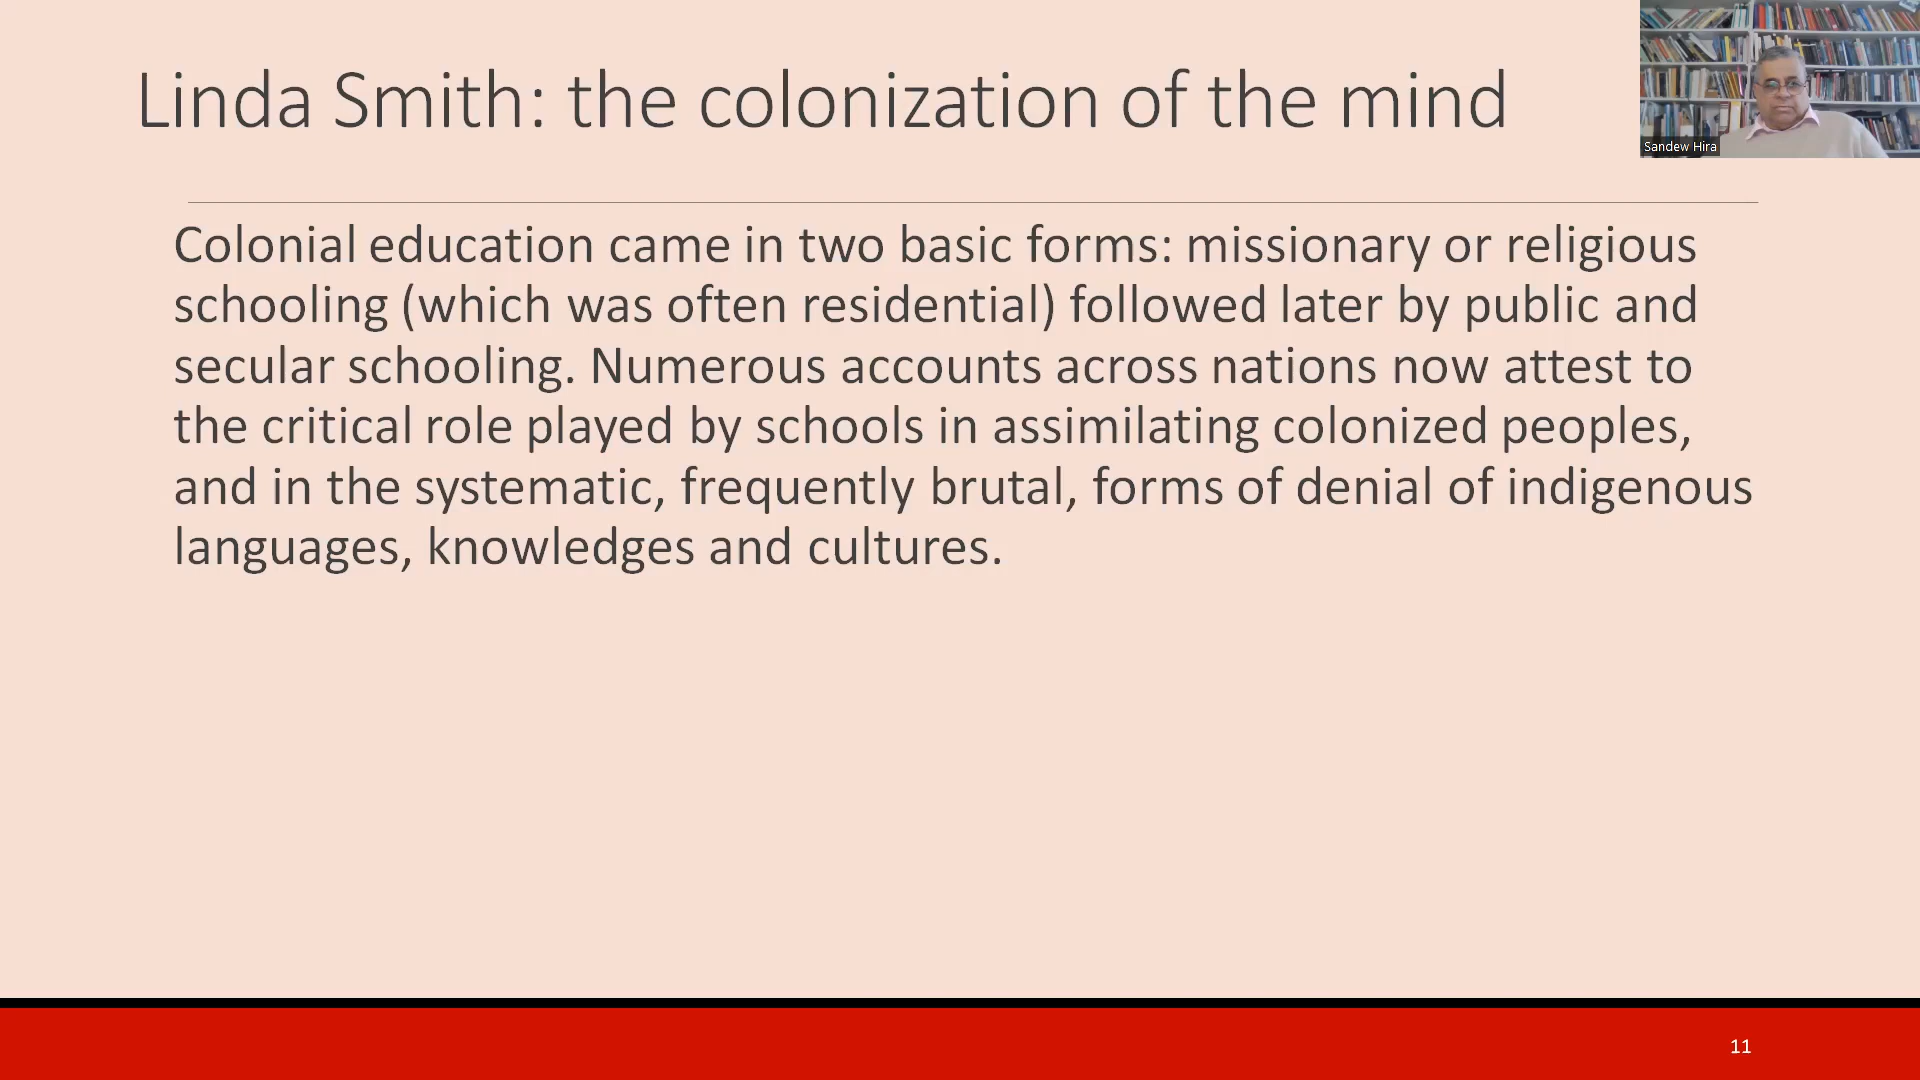 Linda Smith: the colonization of the mind
Sandew Hira
Colonial education came in two basic forms: missionary or religious
schooling (which was often residential) followed later by public and
secular schooling. Numerous accounts across nations now attest to
the critical role played by schools in assimilating colonized peoples,
and in the systematic, frequently brutal, forms of denial of indigenous
languages, knowledges and cultures.
11